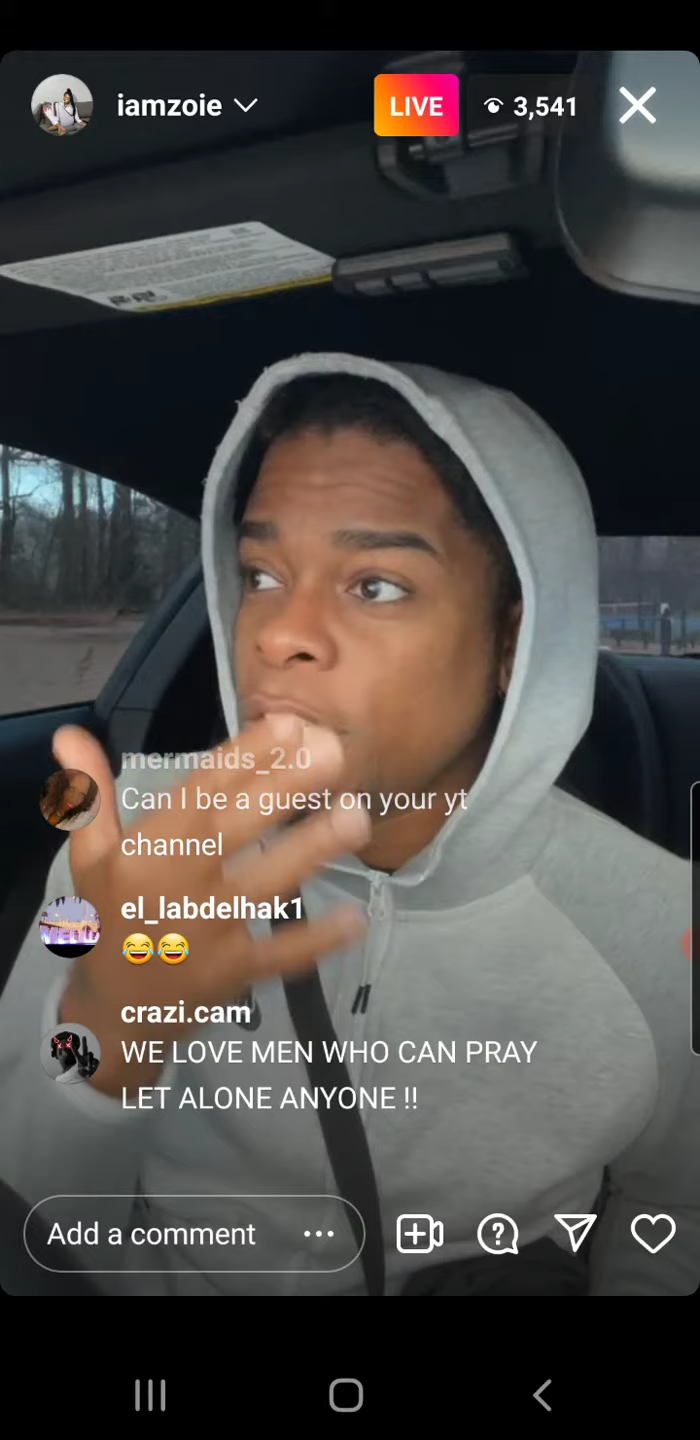 iamzoie
LIVE
3,541
mermaids_2.0
Can I be a guest on your yt
channel
el_labdelhak1
😂😂
crazi.cam
WE LOVE MEN WHO CAN PRAY
LET ALONE ANYONE !!
Add a comment